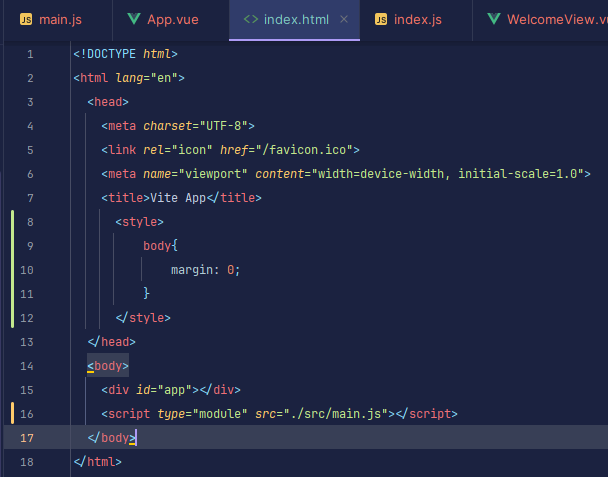 JS main.js App.vue <> index.html × JS index.js WelcomeView.vu
1 <!DOCTYPE html>
2 <html lang="en">
3 <head>
4 <meta charset="UTF-8">
5 <link rel="icon" href="/favicon.ico">
6 <meta name="viewport" content="width=device-width, initial-scale=1.0">
7 <title>Vite App</title>
8 <style>
9 body{
10 margin: 0;
11 }
12 </style>
13 </head>
14 <body>
15 <div id="app"></div>
16 <script type="module" src="./src/main.js"></script>
17 </body>
18 </html>